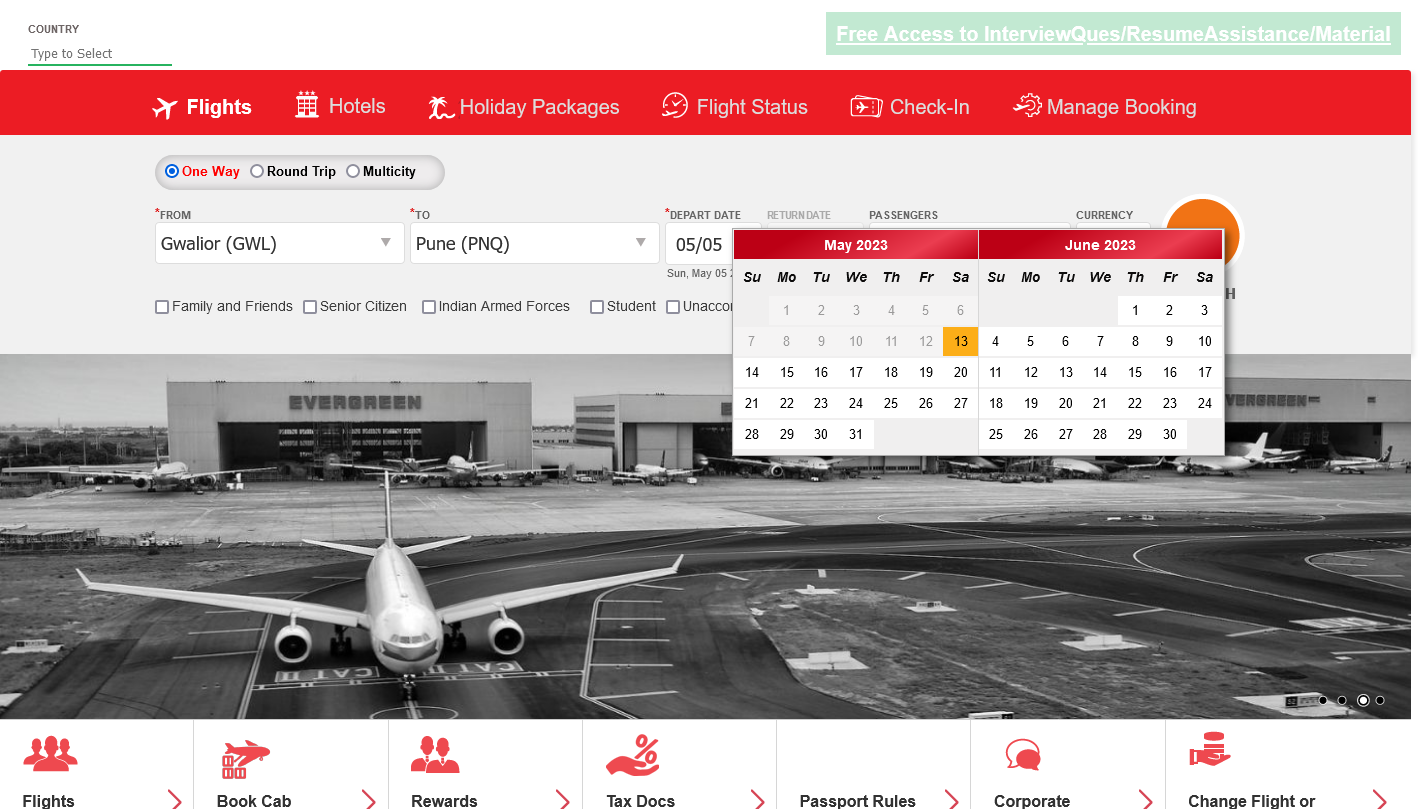 COUNTRY
Type to Select
Free Access to InterviewQues/ResumeAssistance/Material
Flights
Hotels
Holiday Packages
Flight Status
Check-In
Manage Booking
One Way
Round Trip
Multicity
*FROM
*TO
*DEPART DATE
RETURN DATE
PASSENGERS
CURRENCY
Gwalior (GWL)
Pune (PNQ)
05/05
Sun, May 05 2
H
Family and Friends
Senior Citizen
Indian Armed Forces
Student
Unaccor
May 2023
June 2023
Su Mo Tu We Th Fr Sa
Su Mo Tu We Th Fr Sa
1 2 3 4 5 6
1 2 3
7 8 9 10 11 12 13
4 5 6 7 8 9 10
14 15 16 17 18 19 20
11 12 13 14 15 16 17
21 22 23 24 25 26 27
18 19 20 21 22 23 24
28 29 30 31
25 26 27 28 29 30
EVERGREEN
VERGREEN
CAT II
CAT II
Flights
Book Cab
Rewards
Tax Docs
Passport Rules
Corporate
Change Flight or